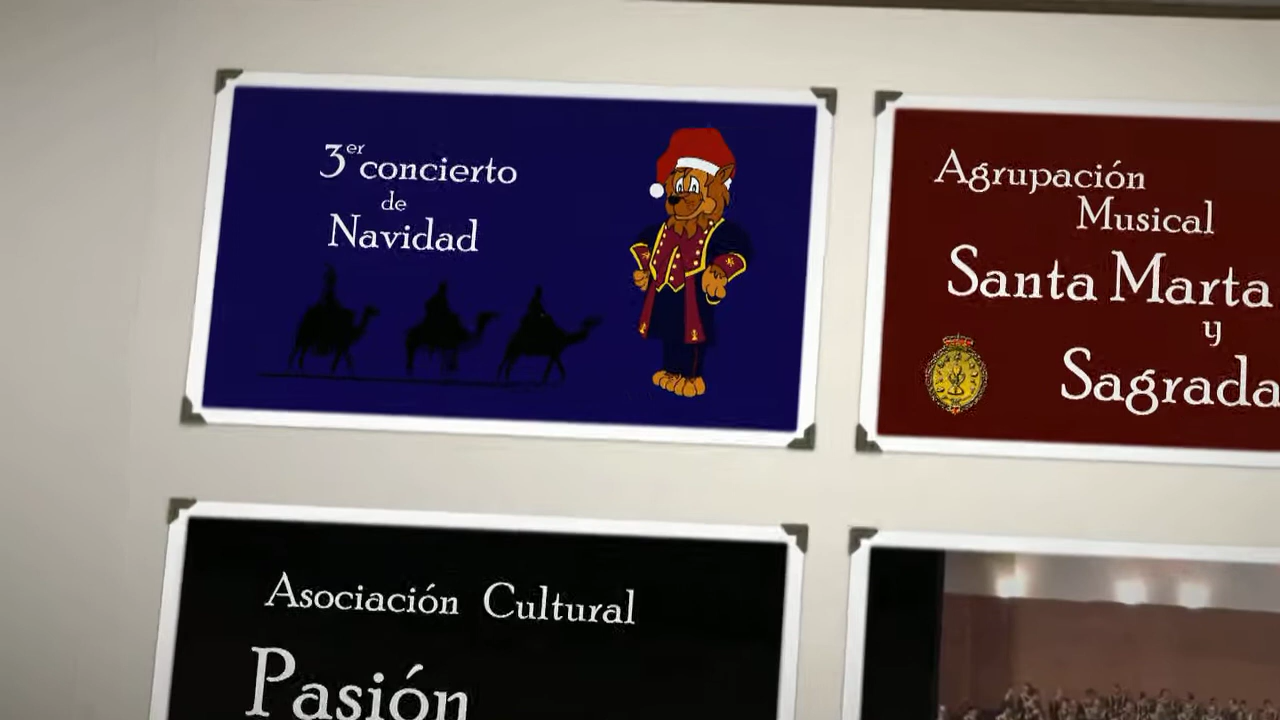 3er concierto
de
Navidad
Agrupación
Musical
Santa Marta
y
Sagrada
Asociación Cultural
Pasión